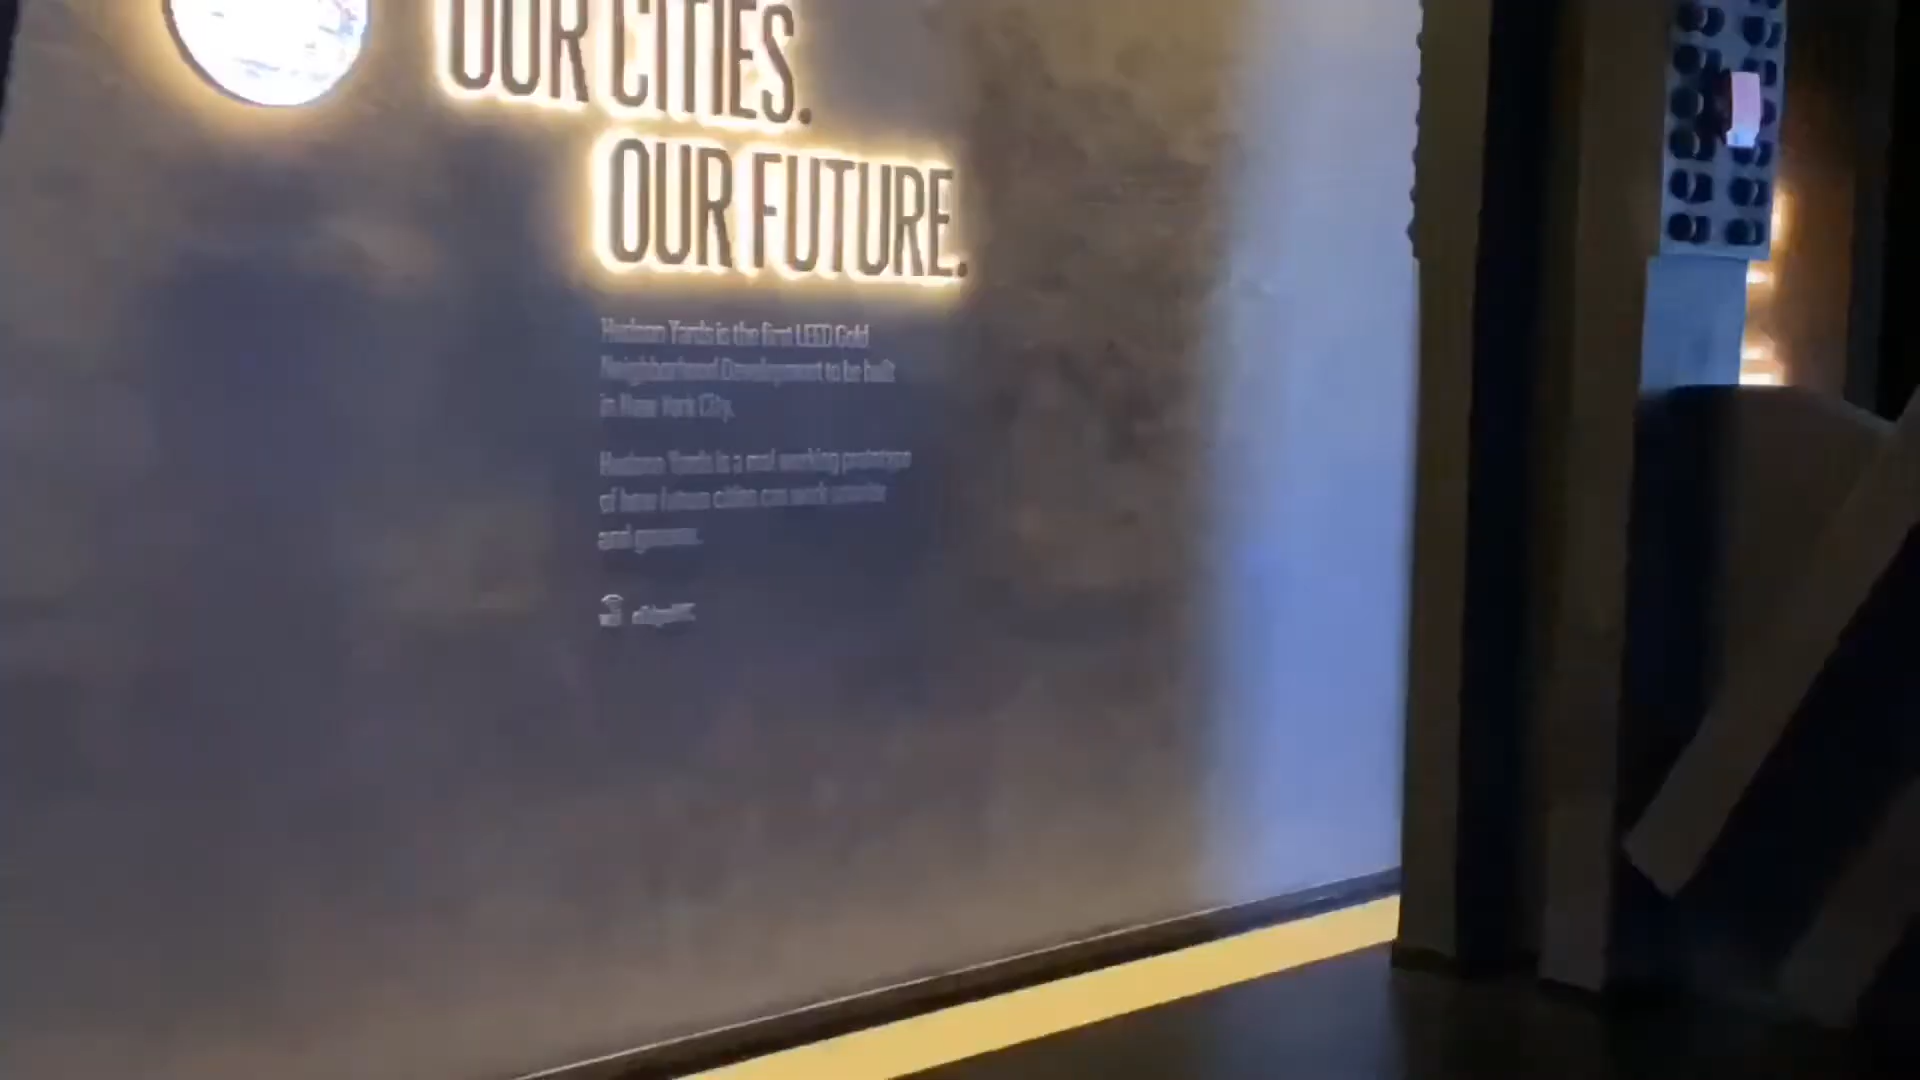 OUR CITIES.
OUR FUTURE.
Hudson Yards is the first LEED Gold
Neighborhood Development to be built
in New York City.
Hudson Yards is a real working prototype
of how future cities can work smarter
and greener.